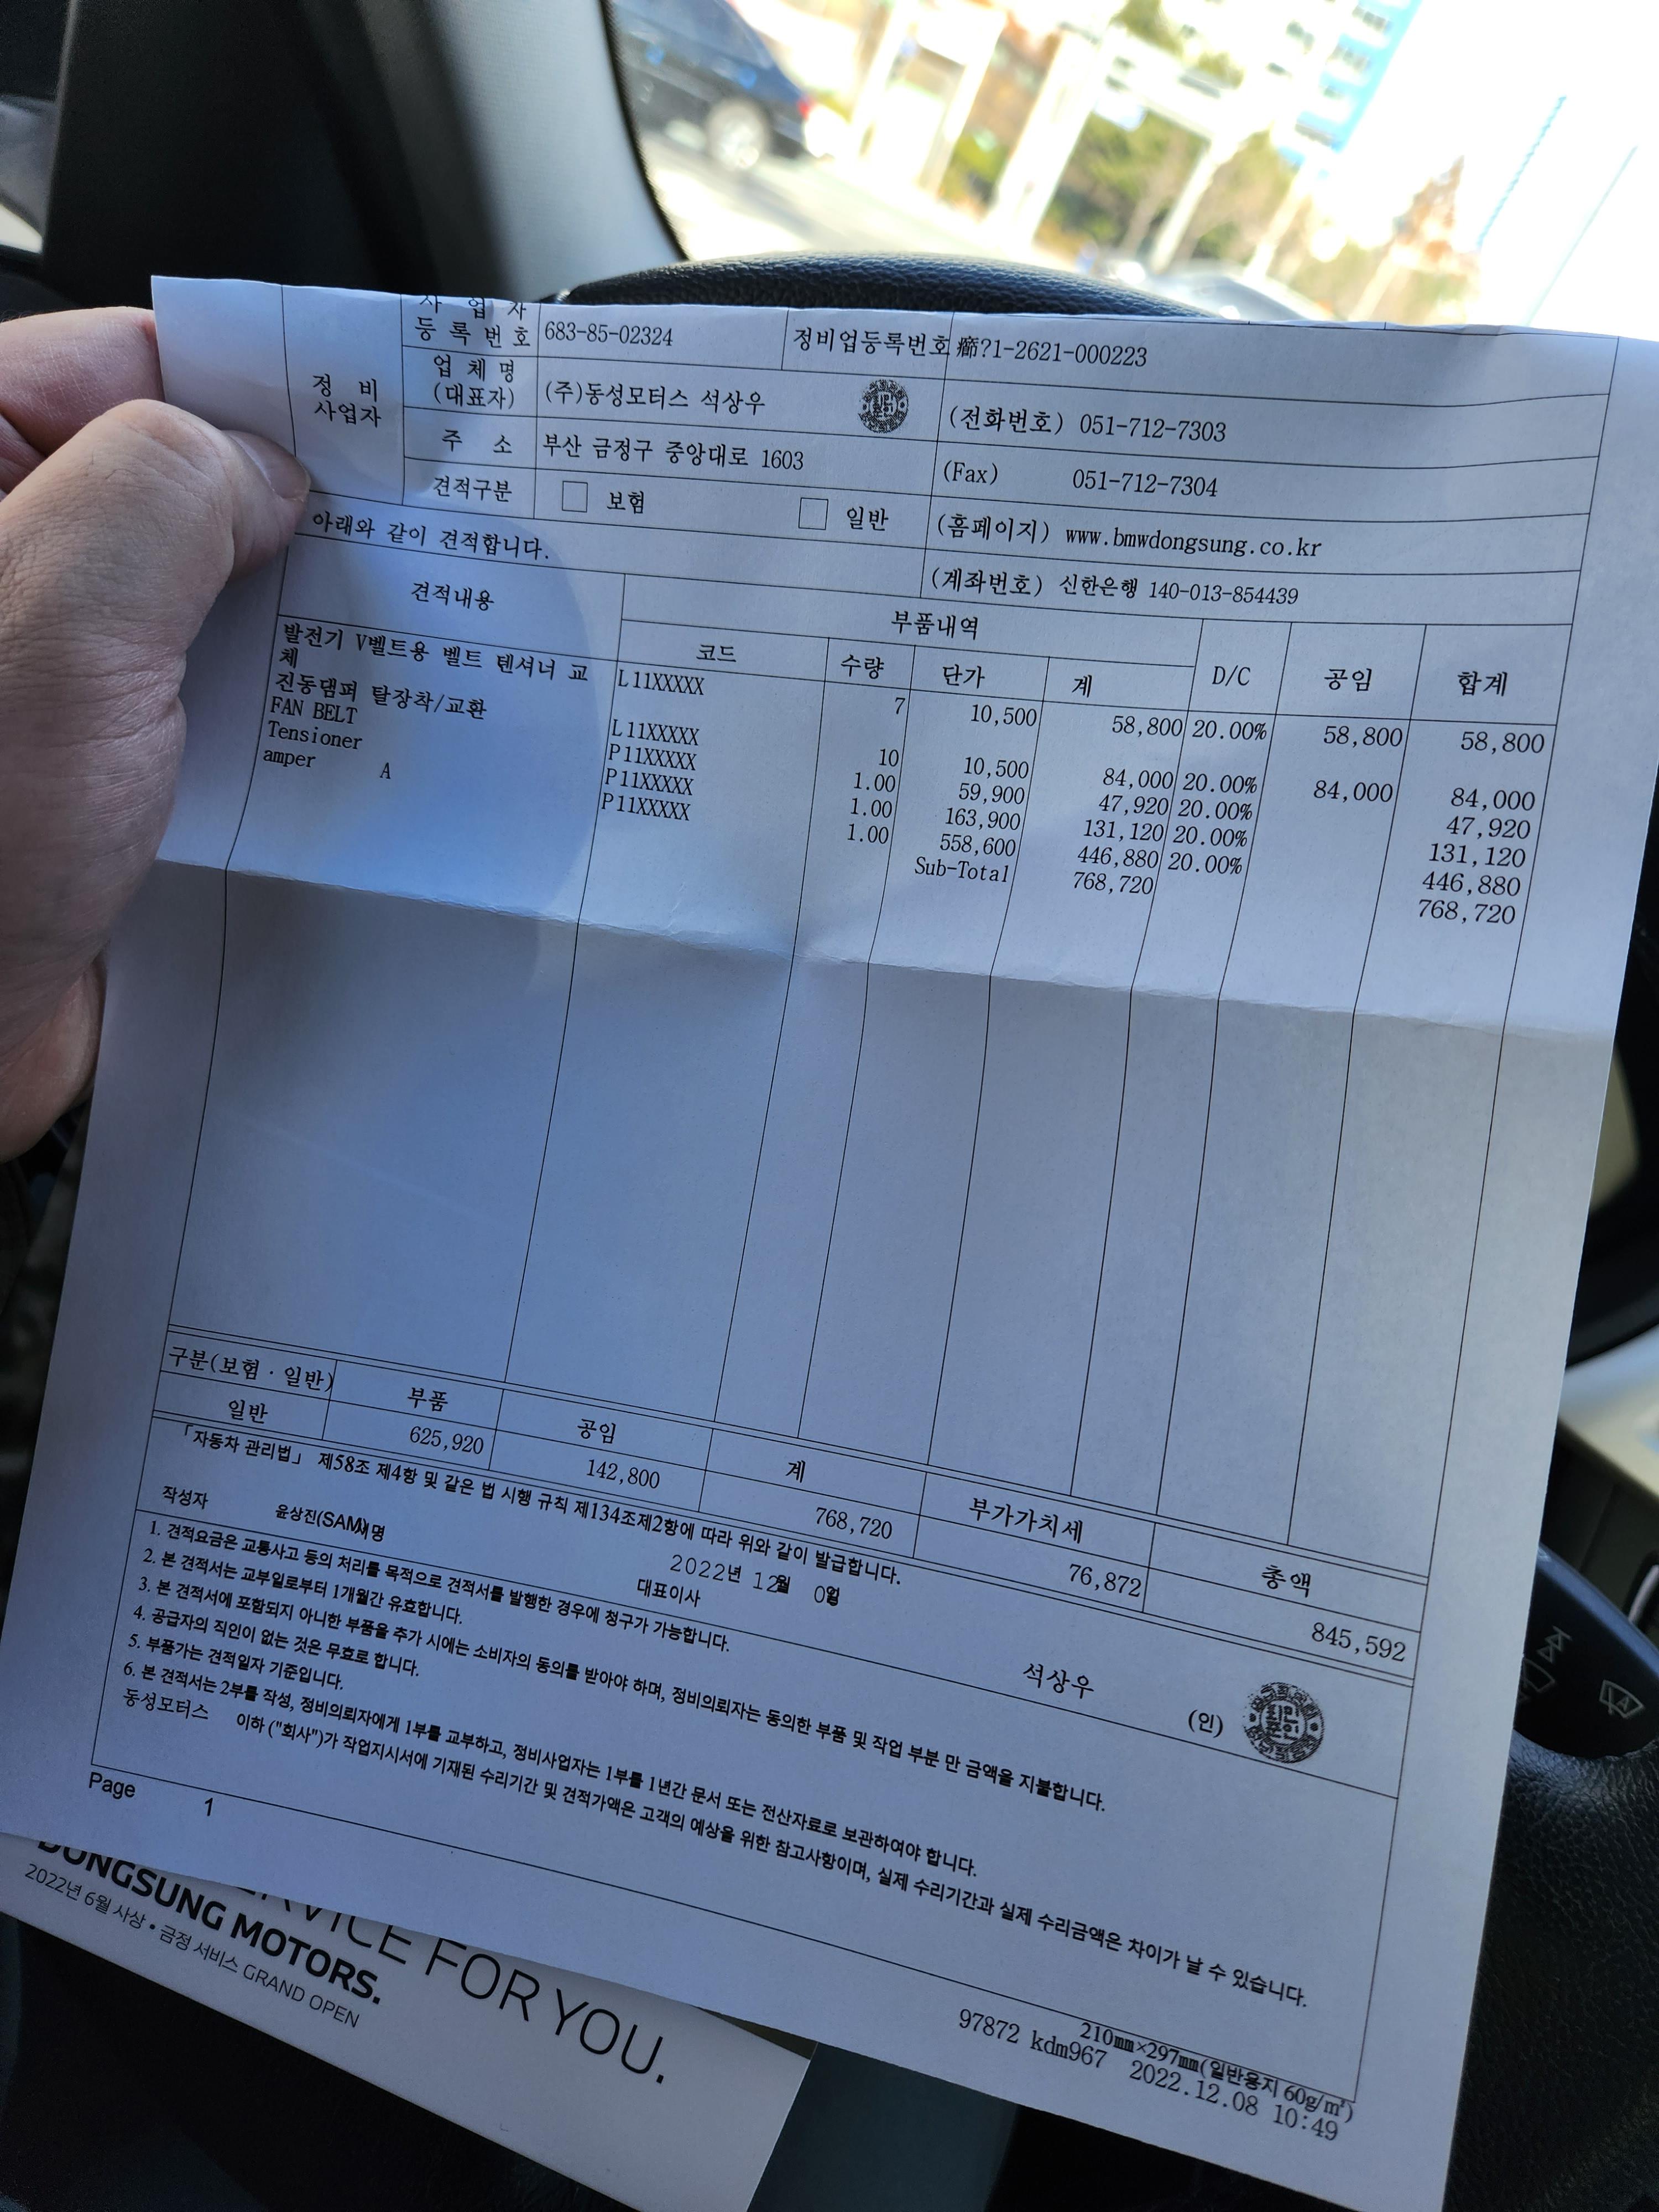 사 업 자
등 록 번 호 683-85-02324 정비업등록번호 癤?1-2621-000223
정 비
사업자
업 체 명
(대표자) (주)동성모터스 석상우 (전화번호) 051-712-7303
주 소 부산 금정구 중앙대로 1603 (Fax) 051-712-7304
견적구분 보험 일반 (홈페이지) www.bmwdongsung.co.kr
아래와 같이 견적합니다. (계좌번호) 신한은행 140-013-854439
견적내용 부품내역 D/C 공임 합계
코드 수량 단가 계
발전기 V벨트용 벨트 텐셔너 교
체 L11XXXXX 7 10,500 58,800 20.00% 58,800 58,800
진동댐퍼 탈장착/교환 L11XXXXX 10 10,500 84,000 20.00% 84,000 84,000
FAN BELT P11XXXXX 1.00 59,900 47,920 20.00% 47,920
Tensioner P11XXXXX 1.00 163,900 131,120 20.00% 131,120
amper A P11XXXXX 1.00 558,600 446,880 20.00% 446,880
Sub-Total 768,720 768,720
구분(보험 · 일반) 부품 공임 계 부가가치세 총액
일반 625,920 142,800 768,720 76,872 845,592
「자동차 관리법」 제58조 제4항 및 같은 법 시행 규칙 제134조제2항에 따라 위와 같이 발급합니다.
2022년 12월
작성자 윤상진(SAM) 대표이사 석상우 (인)
1. 견적요금은 교통사고 등의 처리를 목적으로 견적서를 발행한 경우에 청구가 가능합니다.
2. 본 견적서는 교부일로부터 1개월간 유효합니다.
3. 본 견적서에 포함되지 아니한 부품을 추가 시에는 소비자의 동의를 받아야 하며, 정비의뢰자는 동의한 부품 및 작업 부분 만 금액을 지불합니다.
4. 공급자의 직인이 없는 것은 무효로 합니다.
5. 부품가는 견적일자 기준입니다.
6. 본 견적서는 2부를 작성, 정비의뢰자에게 1부를 교부하고, 정비사업자는 1부를 1년간 문서 또는 전산자료로 보관하여야 합니다.
동성모터스 이하 ("회사")가 작업지시서에 기재된 수리기간 및 견적가액은 고객의 예상을 위한 참고사항이며, 실제 수리기간과 실제 수리금액은 차이가 날 수 있습니다.
Page 1
210㎜×297㎜(일반용지 60g/㎡)
97872 kdm967 2022.12.08 10:49
FOR YOU.
DONGSUNG MOTORS.
2022년 6월 사상 • 금정 서비스 GRAND OPEN